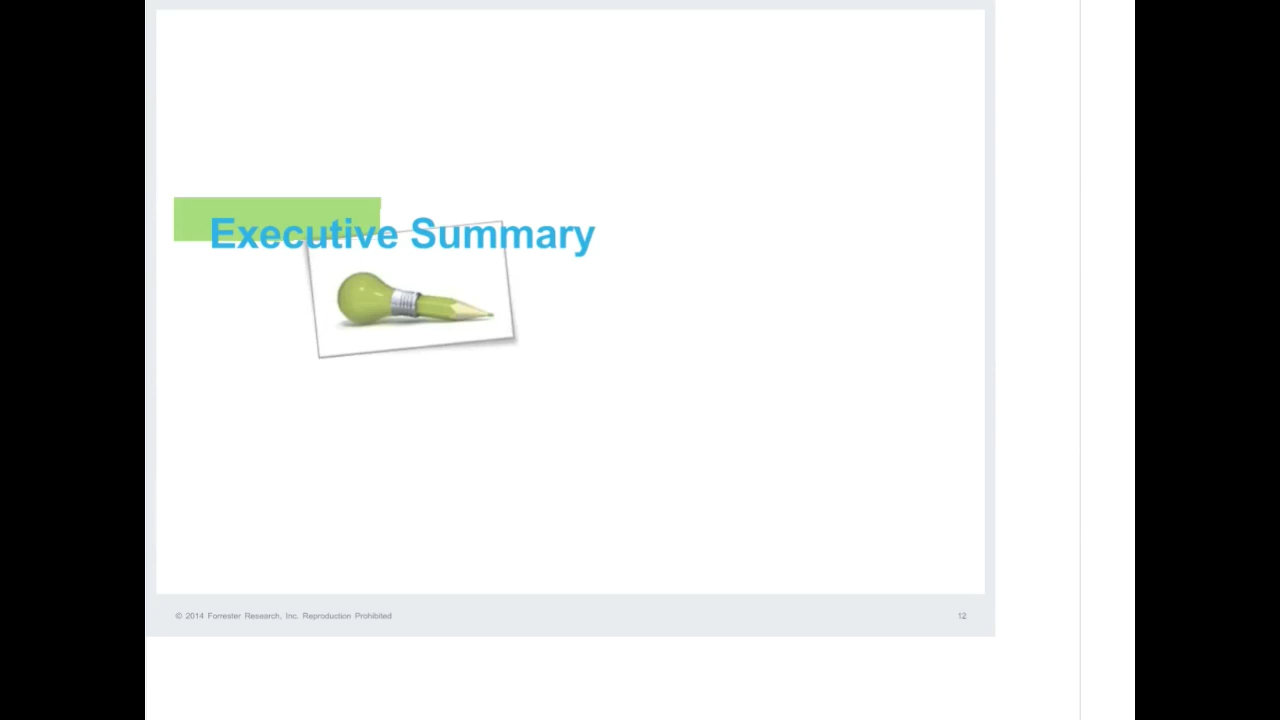 Executive Summary
© 2014 Forrester Research, Inc. Reproduction Prohibited
12